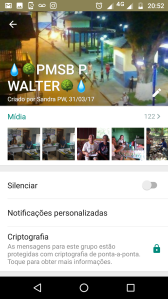 4G 20:52
PMSB P
WALTER
Criado por Sandra PW, 31/03/17
Mídia 122
Silenciar
Notificações personalizadas
Criptografia
As mensagens para este grupo estão
protegidas com criptografia de ponta-a-ponta.
Toque para obter mais informações.